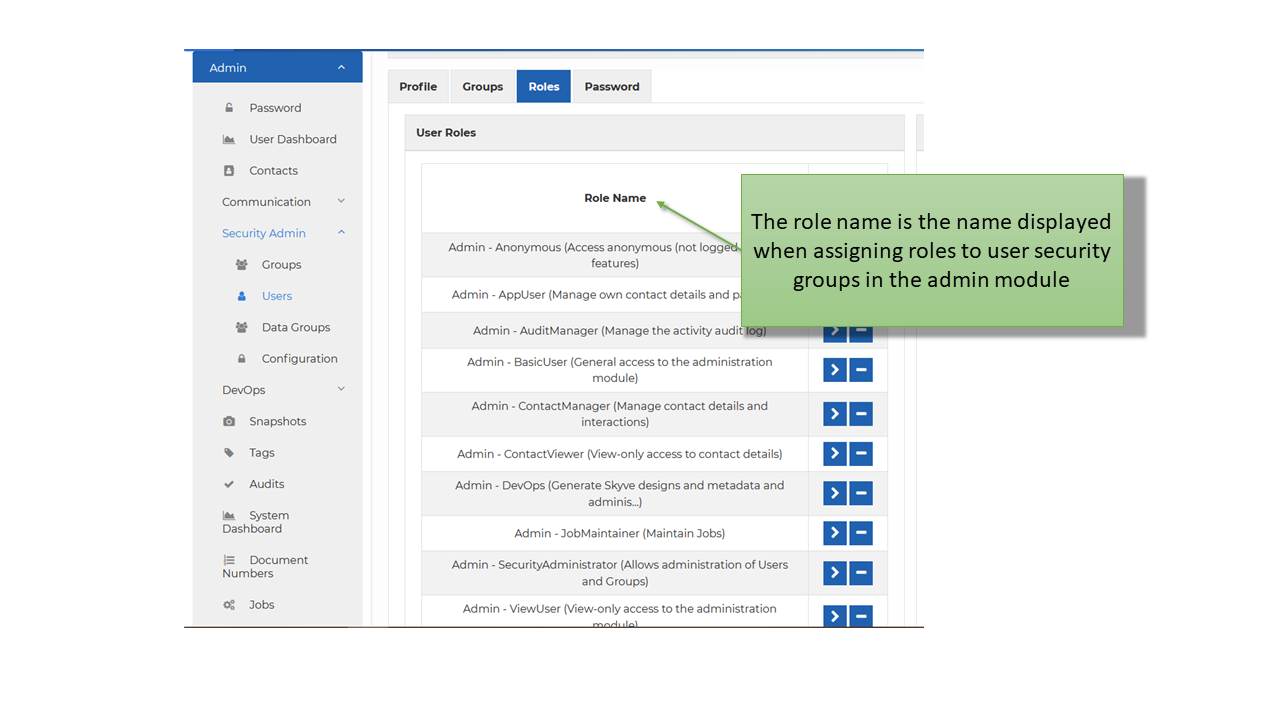 Admin
Password
User Dashboard
Contacts
Communication
Security Admin
Groups
Users
Data Groups
Configuration
DevOps
Snapshots
Tags
Audits
System
Dashboard
Document
Numbers
Jobs
Profile
Groups
Roles
Password
User Roles
Role Name
Admin - Anonymous (Access anonymous (not logged
features)
Admin - AppUser (Manage own contact details and
Admin - AuditManager (Manage the activity audit log)
Admin - BasicUser (General access to the administration
module)
Admin - ContactManager (Manage contact details and
interactions)
Admin - ContactViewer (View-only access to contact details)
Admin - DevOps (Generate Skyve designs and metadata and
adminis...)
Admin - JobMaintainer (Maintain Jobs)
Admin - SecurityAdministrator (Allows administration of Users
and Groups)
Admin - ViewUser (View-only access to the administration
module)
The role name is the name displayed
when assigning roles to user security
groups in the admin module